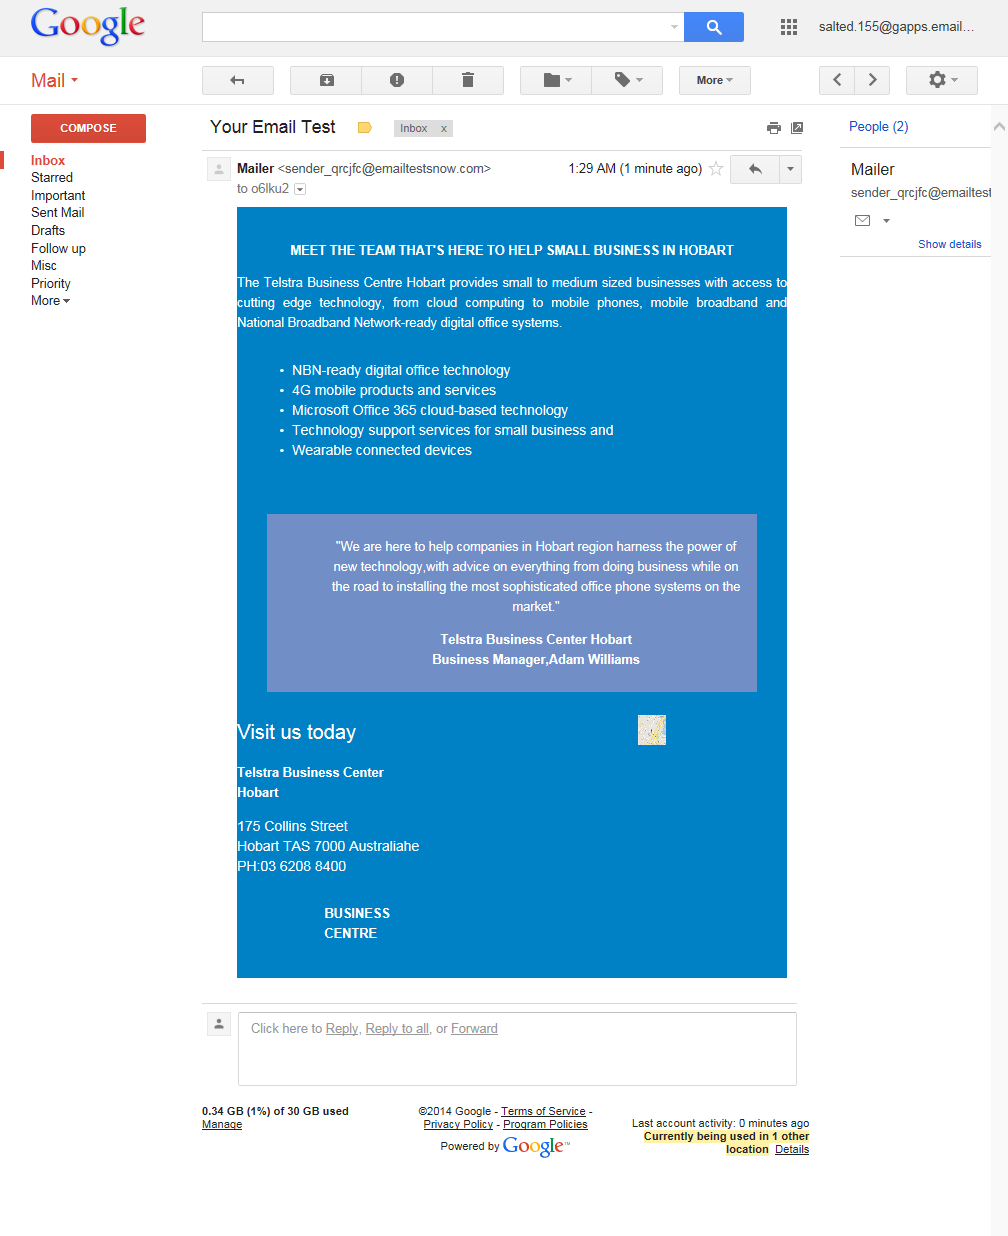 Google
salted.155@gapps.email...
Mail
More
COMPOSE
Inbox
Starred
Important
Sent Mail
Drafts
Follow up
Misc
Priority
More
Your Email Test
Inbox x
Mailer <sender_qrcjfc@emailtestsnow.com>
1:29 AM (1 minute ago)
to o6lku2
MEET THE TEAM THAT'S HERE TO HELP SMALL BUSINESS IN HOBART
The Telstra Business Centre Hobart provides small to medium sized businesses with access to
cutting edge technology, from cloud computing to mobile phones, mobile broadband and
National Broadband Network-ready digital office systems.
• NBN-ready digital office technology
• 4G mobile products and services
• Microsoft Office 365 cloud-based technology
• Technology support services for small business and
• Wearable connected devices
"We are here to help companies in Hobart region harness the power of
new technology,with advice on everything from doing business while on
the road to installing the most sophisticated office phone systems on the
market."
Telstra Business Center Hobart
Business Manager,Adam Williams
Visit us today
Telstra Business Center
Hobart
175 Collins Street
Hobart TAS 7000 Australiahe
PH:03 6208 8400
BUSINESS
CENTRE
People (2)
Mailer
sender_qrcjfc@emailtest
Show details
Click here to Reply, Reply to all, or Forward
0.34 GB (1%) of 30 GB used
Manage
©2014 Google - Terms of Service -
Privacy Policy - Program Policies
Powered by Google™
Last account activity: 0 minutes ago
Currently being used in 1 other
location Details